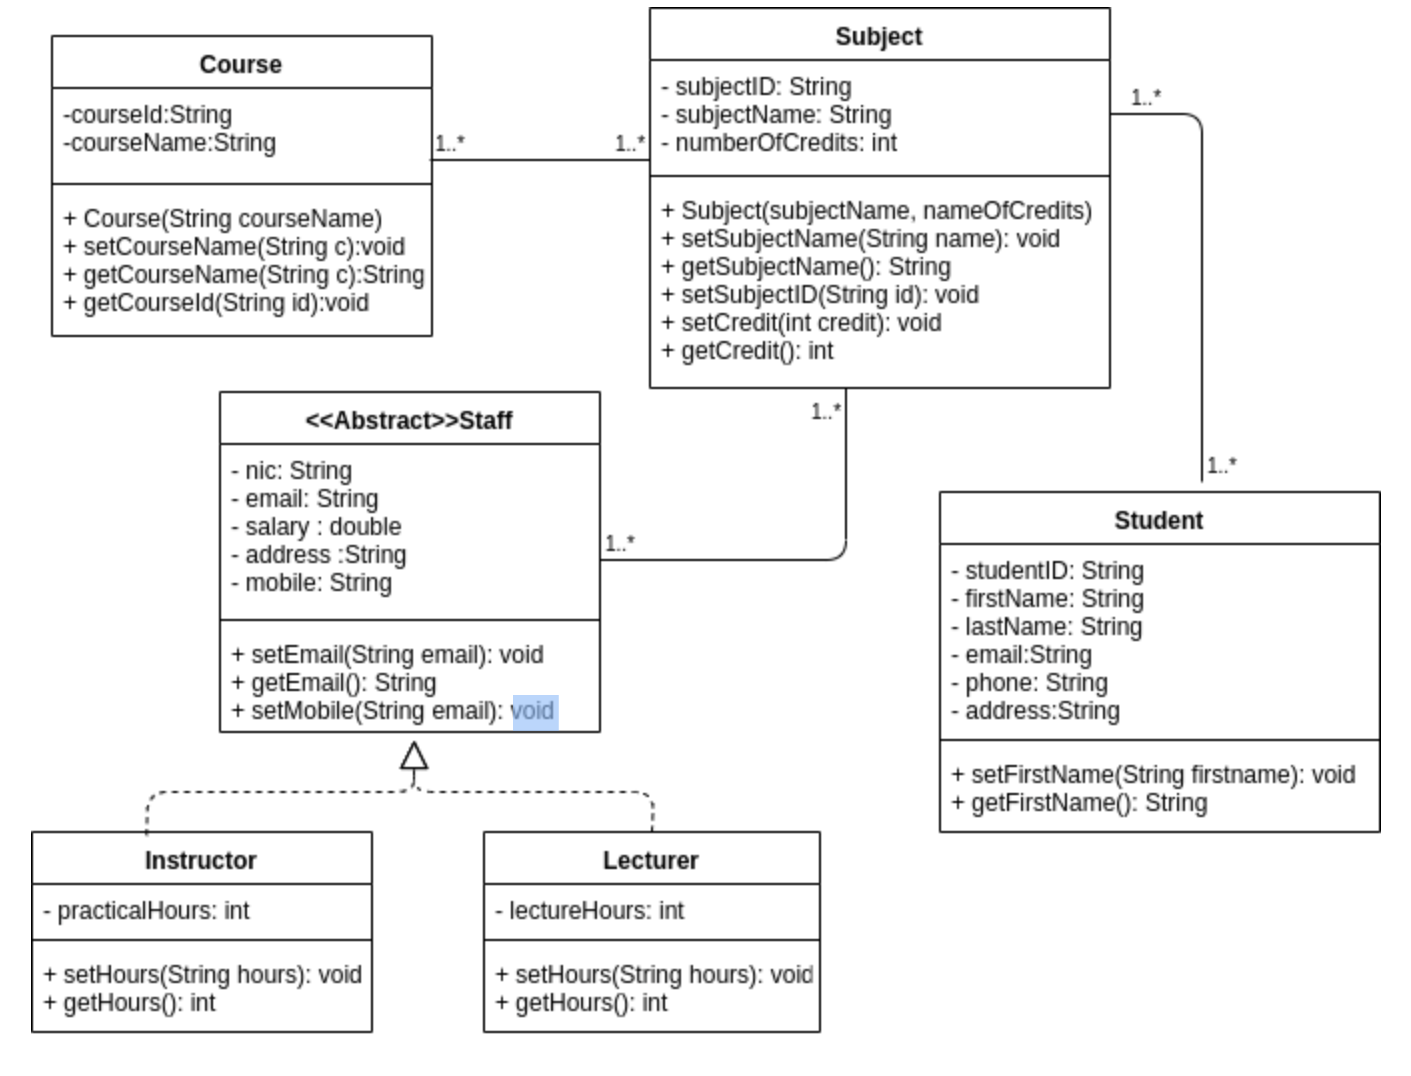 Course
-courseId:String
-courseName:String
+ Course(String courseName)
+ setCourseName(String c):void
+ getCourseName(String c):String
+ getCourseId(String id):void
1..*
1..*
Subject
- subjectID: String
- subjectName: String
- numberOfCredits: int
+ Subject(subjectName, nameOfCredits)
+ setSubjectName(String name): void
+ getSubjectName(): String
+ setSubjectID(String id): void
+ setCredit(int credit): void
+ getCredit(): int
1..*
1..*
1..*
1..*
<<Abstract>>Staff
- nic: String
- email: String
- salary : double
- address :String
- mobile: String
+ setEmail(String email): void
+ getEmail(): String
+ setMobile(String email): void
Student
- studentID: String
- firstName: String
- lastName: String
- email:String
- phone: String
- address:String
+ setFirstName(String firstname): void
+ getFirstName(): String
Instructor
- practicalHours: int
+ setHours(String hours): void
+ getHours(): int
Lecturer
- lectureHours: int
+ setHours(String hours): void
+ getHours(): int